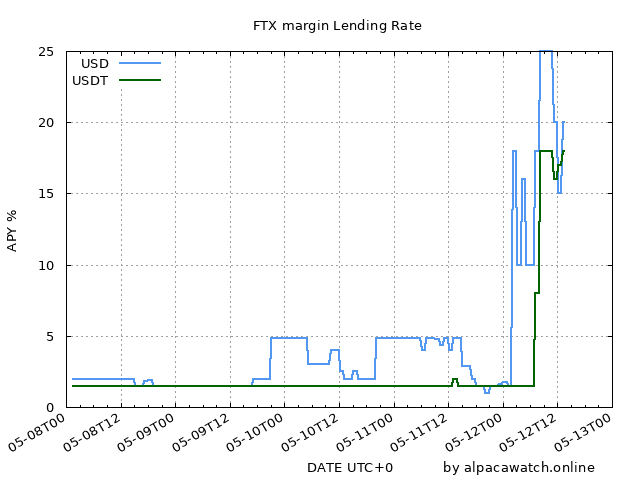 FTX margin Lending Rate
USD
USDT
25
20
15
10
5
0
APY %
05-08T00
05-08T12
05-09T00
05-09T12
05-10T00
05-10T12
05-11T00
05-11T12
05-12T00
05-12T12
05-13T00
DATE UTC+0 by alpacawatch.online